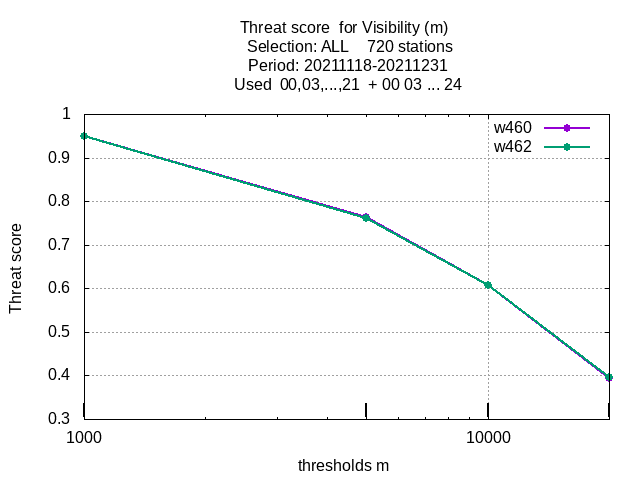 Threat score  for Visibility (m)
Selection: ALL    720 stations
Period: 20211118-20211231
Used  00,03,...,21  + 00 03 ... 24
w460
w462
1
0.9
0.8
0.7
0.6
0.5
0.4
0.3
Threat score
1000
10000
thresholds m